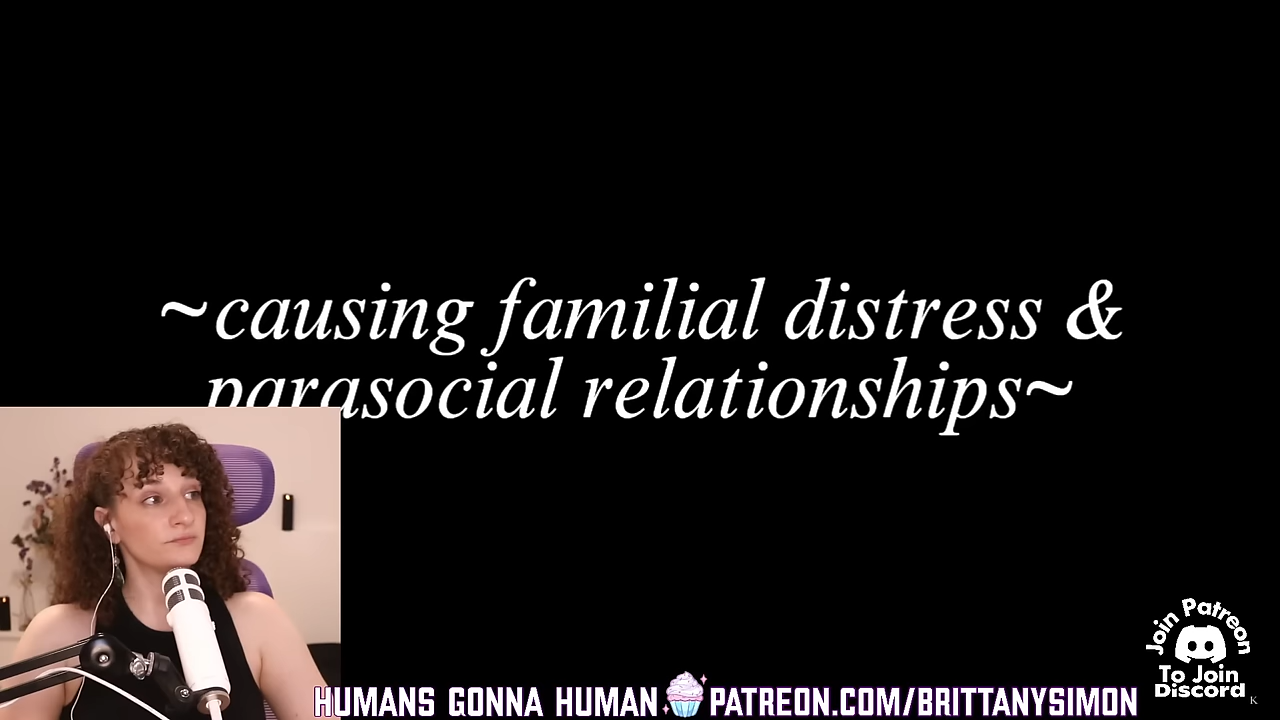 ~causing familial distress &
parasocial relationships~
Join Patreon
To Join
Discord
K
HUMANS GONNA HUMAN PATREON.COM/BRITTANYSIMON